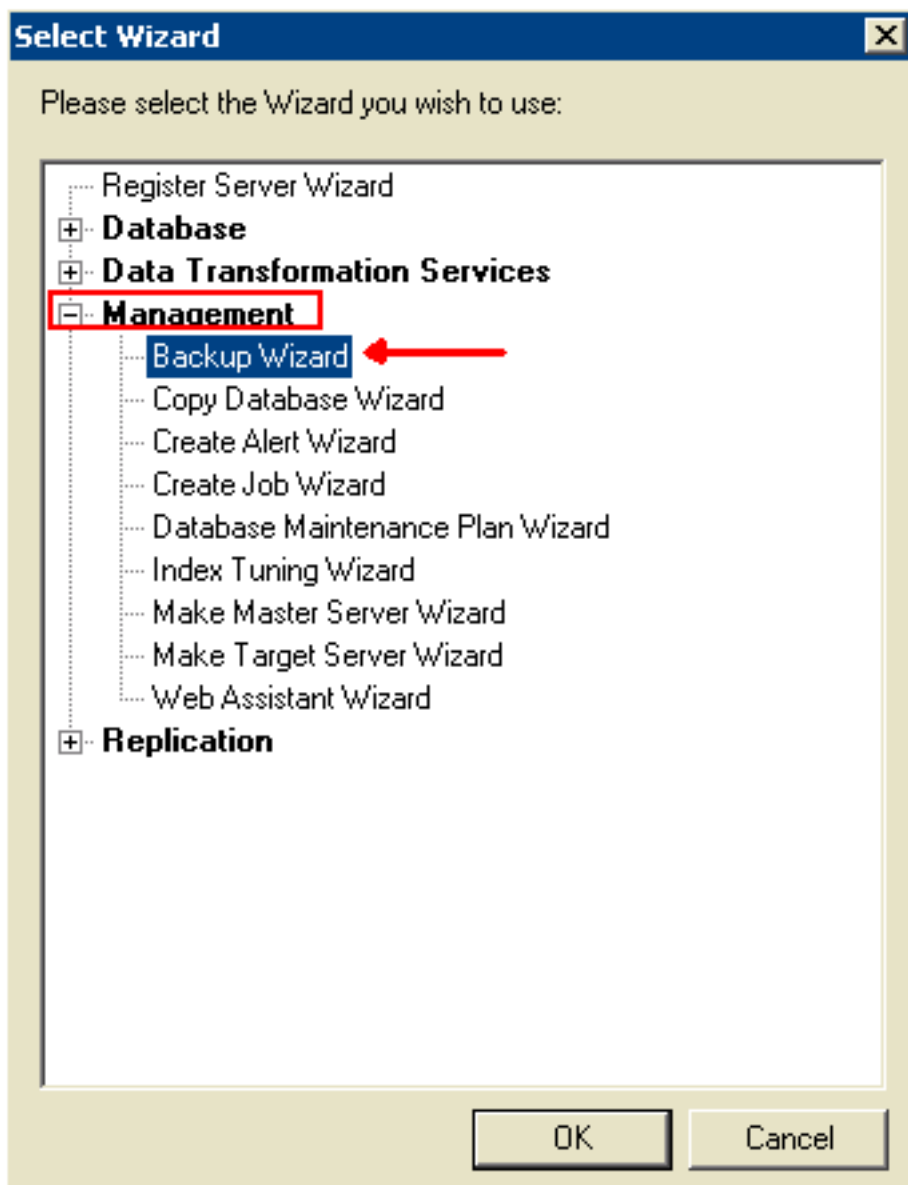 Select Wizard
Please select the Wizard you wish to use:
Register Server Wizard
Database
Data Transformation Services
Management
Backup Wizard
Copy Database Wizard
Create Alert Wizard
Create Job Wizard
Database Maintenance Plan Wizard
Index Tuning Wizard
Make Master Server Wizard
Make Target Server Wizard
Web Assistant Wizard
Replication
OK Cancel